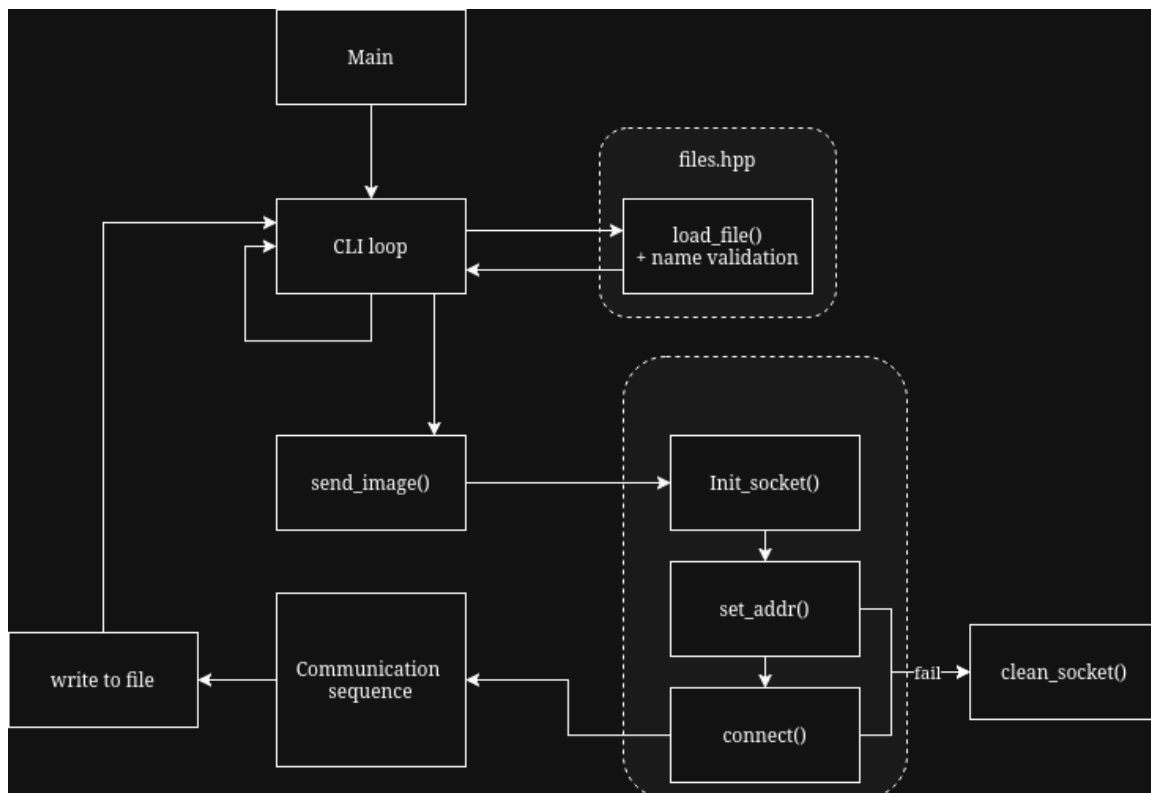 Main
files.hpp
CLI loop
load_file()
+ name validation
send_image()
Init_socket()
set_addr()
Communication
sequence
write to file
fail
clean_socket()
connect()